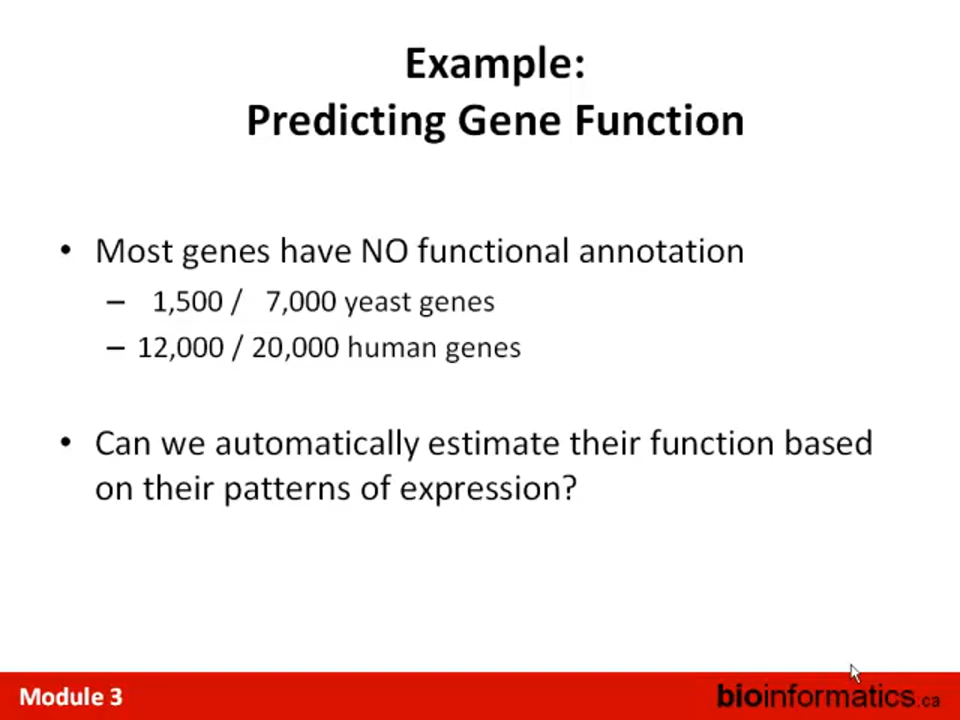 Example:
Predicting Gene Function
• Most genes have NO functional annotation
– 1,500 / 7,000 yeast genes
– 12,000 / 20,000 human genes
• Can we automatically estimate their function based
on their patterns of expression?
Module 3
bioinformatics.ca